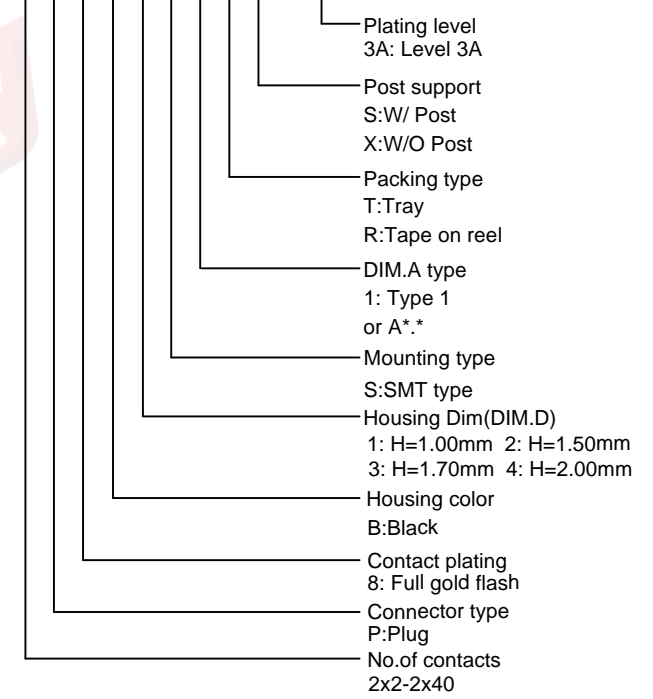 Plating level
3A: Level 3A
Post support
S:W/ Post
X:W/O Post
Packing type
T:Tray
R:Tape on reel
DIM.A type
1: Type 1
or A*.*
Mounting type
S:SMT type
Housing Dim(DIM.D)
1: H=1.00mm 2: H=1.50mm
3: H=1.70mm 4: H=2.00mm
Housing color
B:Black
Contact plating
8: Full gold flash
Connector type
P:Plug
No.of contacts
2x2-2x40